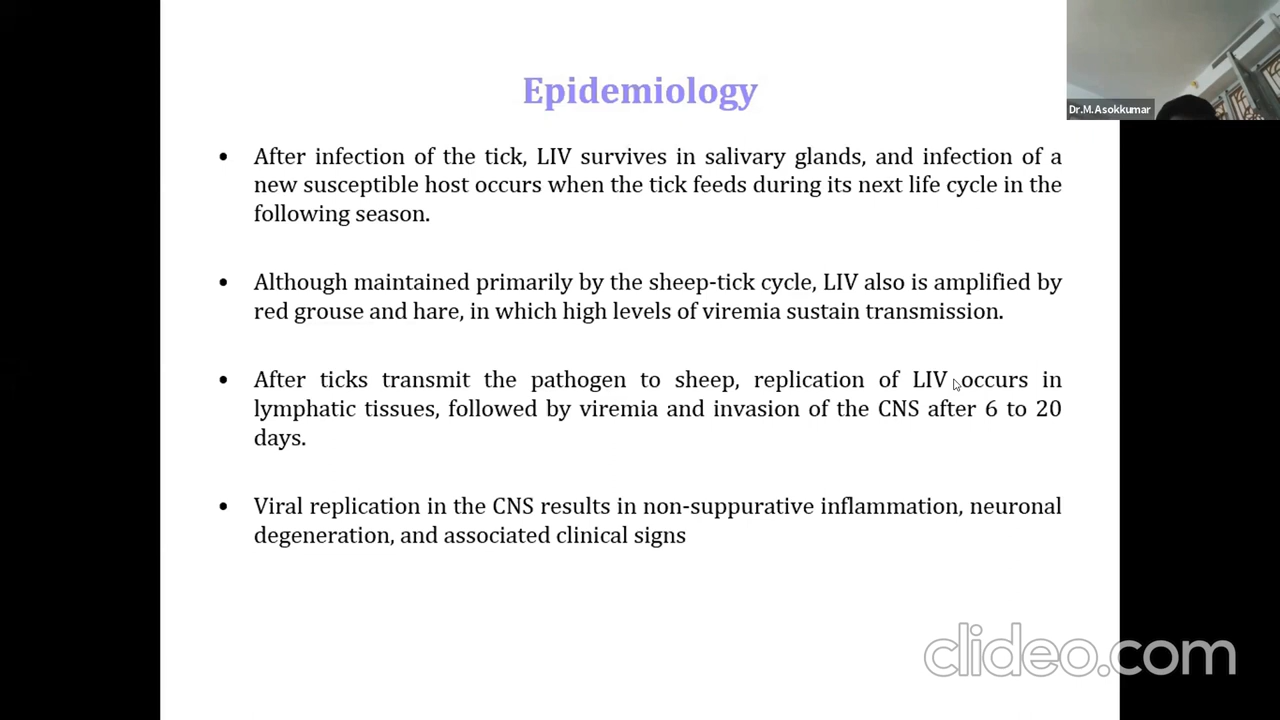 Epidemiology
Dr.M.Asokkumar
• After infection of the tick, LIV survives in salivary glands, and infection of a
new susceptible host occurs when the tick feeds during its next life cycle in the
following season.
• Although maintained primarily by the sheep-tick cycle, LIV also is amplified by
red grouse and hare, in which high levels of viremia sustain transmission.
• After ticks transmit the pathogen to sheep, replication of LIV occurs in
lymphatic tissues, followed by viremia and invasion of the CNS after 6 to 20
days.
• Viral replication in the CNS results in non-suppurative inflammation, neuronal
degeneration, and associated clinical signs
clideo.com